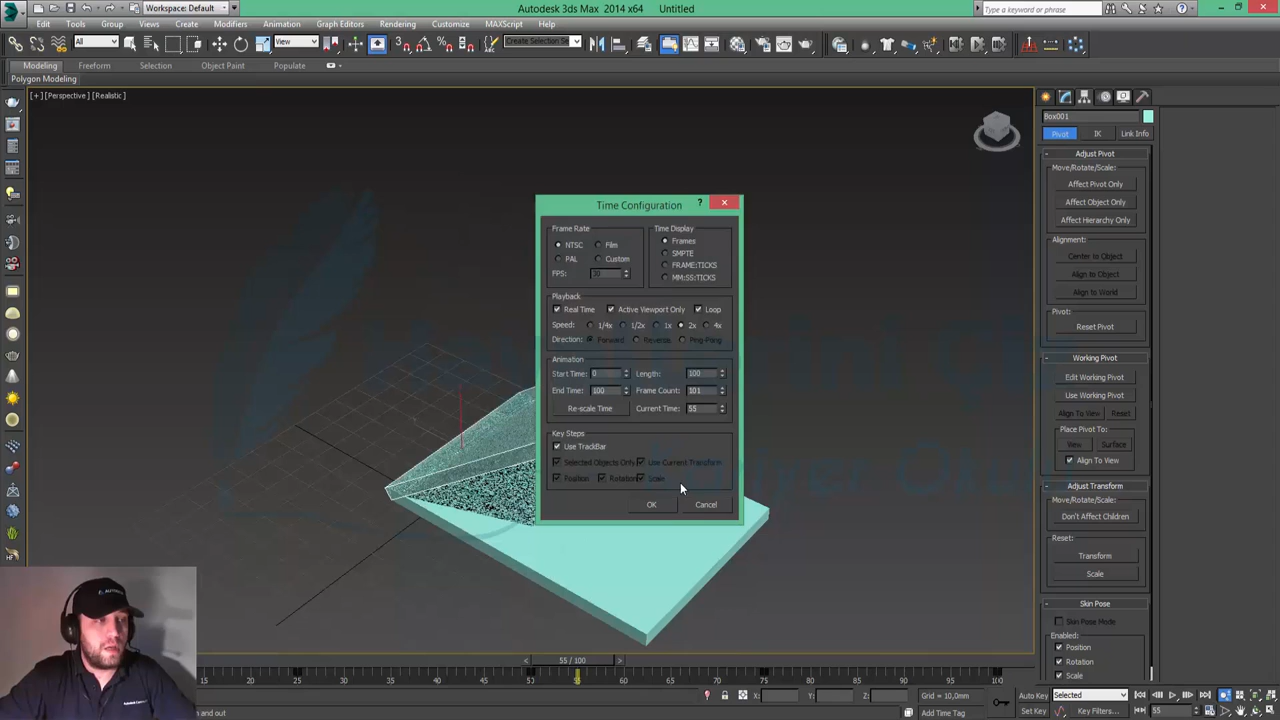 Workspace: Default
Autodesk 3ds Max 2014 x64 Untitled
Type a keyword or phrase
Edit Tools Group Views Create Modifiers Animation Graph Editors Rendering Customize MAXScript Help
All View Create Selection Se
Modeling Freeform Selection Object Paint Populate
Polygon Modeling
[+] [Perspective] [Realistic]
Box001
Pivot IK Link Info
Adjust Pivot
Move/Rotate/Scale:
Affect Pivot Only
Affect Object Only
Affect Hierarchy Only
Alignment:
Center to Object
Align to Object
Align to World
Pivot:
Reset Pivot
Working Pivot
Edit Working Pivot
Use Working Pivot
Align To View Reset
Place Pivot To:
View Surface
Align To View
Adjust Transform
Move/Rotate/Scale:
Don't Affect Children
Reset:
Transform
Scale
Skin Pose
Skin Pose Mode
Enabled:
Position
Rotation
Scale
Time Configuration
Frame Rate
NTSC Film
PAL Custom
FPS: 30
Time Display
Frames
SMPTE
FRAME:TICKS
MM:SS:TICKS
Playback
Real Time Active Viewport Only Loop
Speed: 1/4x 1/2x 1x 2x 4x
Direction: Forward Reverse Ping-Pong
Animation
Start Time: 0 Length: 100
End Time: 100 Frame Count: 101
Re-scale Time Current Time: 55
Key Steps
Use TrackBar
Selected Objects Only Use Current Transform
Position Rotation Scale
OK Cancel
55 / 100
15 20 25 30 35 40 45 50 55 60 65 70 75 80 85 90 95 100
X: Y: Z: Grid = 10,0mm
Auto Key Selected
and out
Add Time Tag
Set Key Key Filters... 55